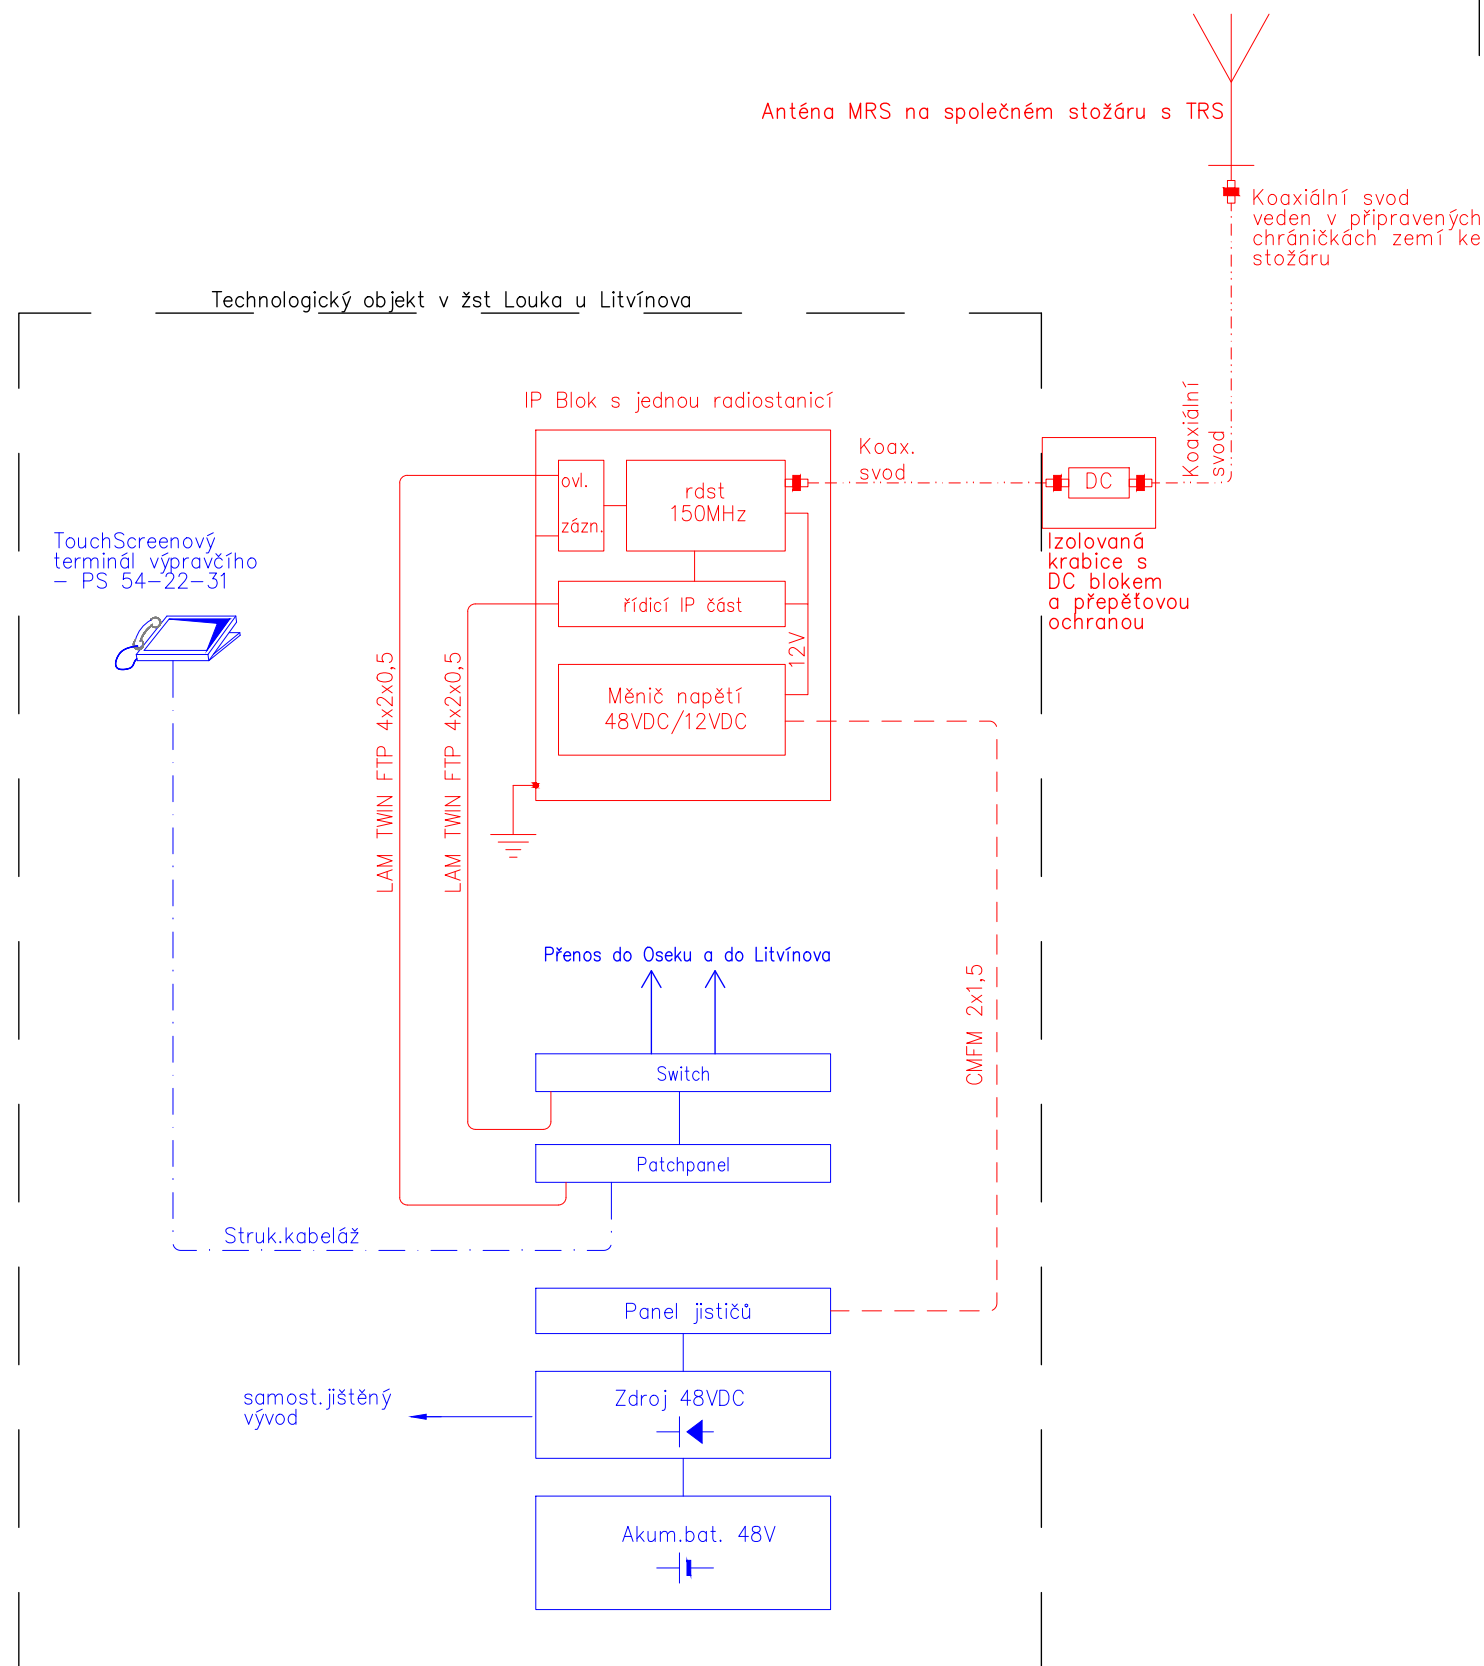 Anténa MRS na společném stožáru s TRS
Koaxiální svod
veden v připravených
chráničkách zemí ke
stožáru
Technologický objekt v žst Louka u Litvínova
IP Blok s jednou radiostanicí
Koax.
svod
Koaxiální
svod
ovl.
zázn.
rdst
150MHz
DC
Izolovaná
krabice s
DC blokem
a přepěťovou
ochranou
TouchScreenový
terminál výpravčího
– PS 54–22–31
řídicí IP část
12V
Měnič napětí
48VDC/12VDC
LAM TWIN FTP 4x2x0,5
LAM TWIN FTP 4x2x0,5
Přenos do Oseku a do Litvínova
CMFM 2x1,5
Switch
Patchpanel
Struk.kabeláž
Panel jističů
samost.jištěný
vývod
Zdroj 48VDC
Akum.bat. 48V